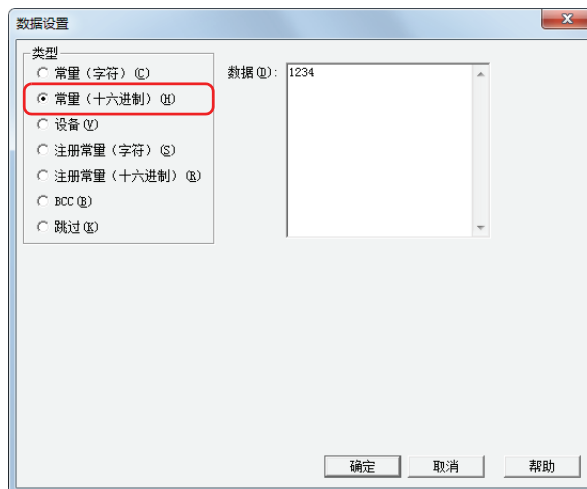 数据设置
类型
常量（字符）(C)
常量（十六进制）(H)
设备(V)
注册常量（字符）(S)
注册常量（十六进制）(R)
BCC(B)
跳过(K)
数据(D): 1234
确定 取消 帮助